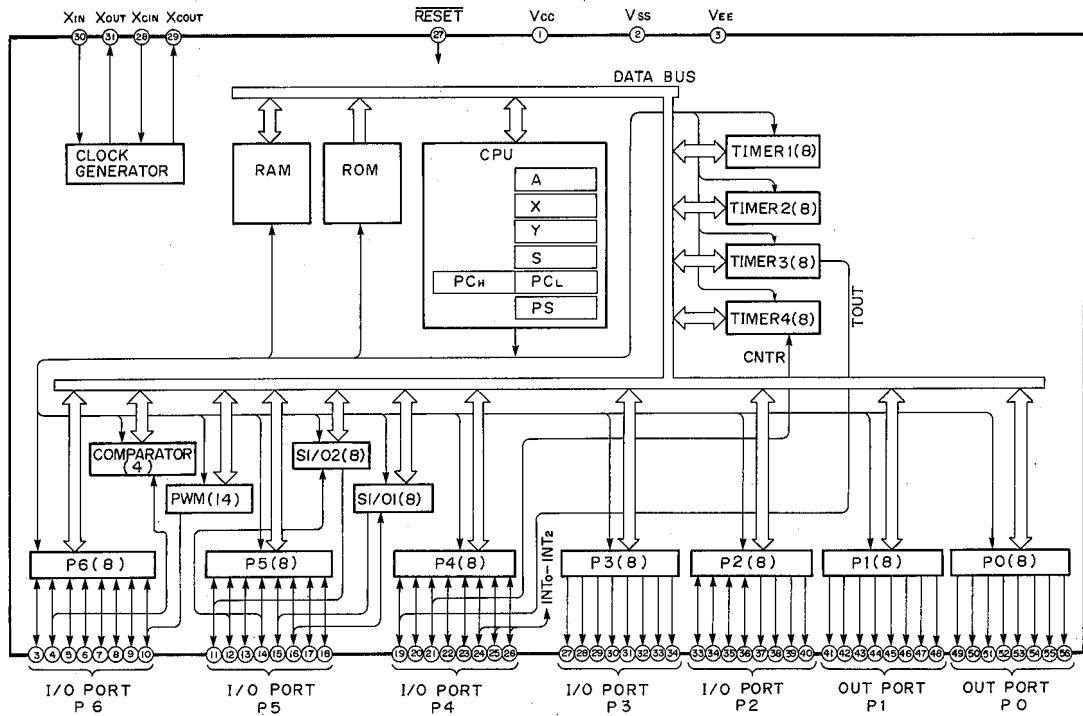 XIN XOUT XCIN XCOUT RESET VCC VSS VEE
30 31 28 29 27 1 2 3
DATA BUS
CLOCK
GENERATOR
RAM
ROM
CPU
A
X
Y
S
PCH PCL
PS
TIMER1(8)
TIMER2(8)
TIMER3(8)
TIMER4(8)
TOUT
CNTR
COMPARATOR
(4)
PWM(14)
SI/O2(8)
SI/O1(8)
INT0-INT2
P6(8) P5(8) P4(8) P3(8) P2(8) P1(8) P0(8)
3 4 5 6 7 8 9 10 11 12 13 14 15 16 17 18 19 20 21 22 23 24 25 26 27 28 29 30 31 32 33 34 33 34 35 36 37 38 39 40 41 42 43 44 45 46 47 48 49 50 51 52 53 54 55 56
I/O PORT I/O PORT I/O PORT I/O PORT I/O PORT OUT PORT OUT PORT
P6 P5 P4 P3 P2 P1 P0